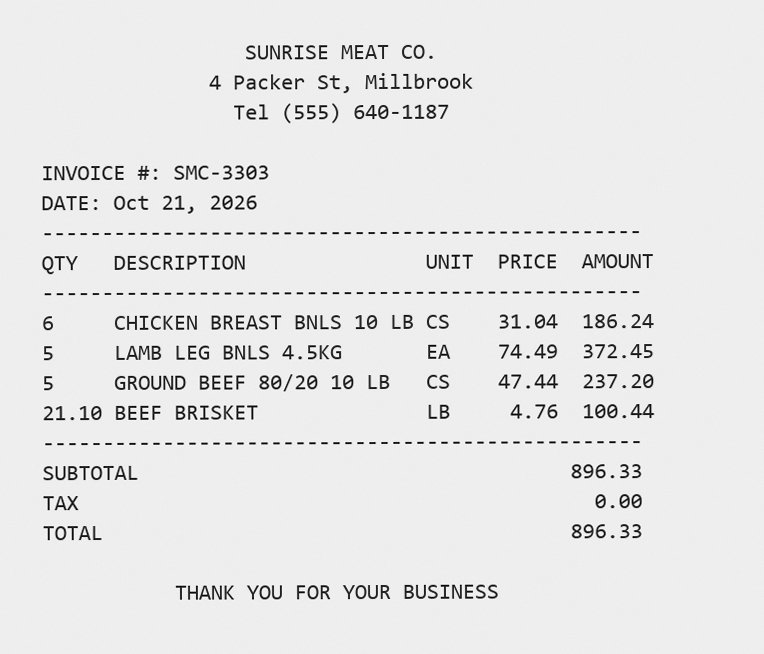 SUNRISE MEAT CO.
4 Packer St, Millbrook
Tel (555) 640-1187
INVOICE #: SMC-3303
DATE: Oct 21, 2026
--------------------------------------------------
QTY DESCRIPTION UNIT PRICE AMOUNT
--------------------------------------------------
6 CHICKEN BREAST BNLS 10 LB CS 31.04 186.24
5 LAMB LEG BNLS 4.5KG EA 74.49 372.45
5 GROUND BEEF 80/20 10 LB CS 47.44 237.20
21.10 BEEF BRISKET LB 4.76 100.44
--------------------------------------------------
SUBTOTAL 896.33
TAX 0.00
TOTAL 896.33
THANK YOU FOR YOUR BUSINESS